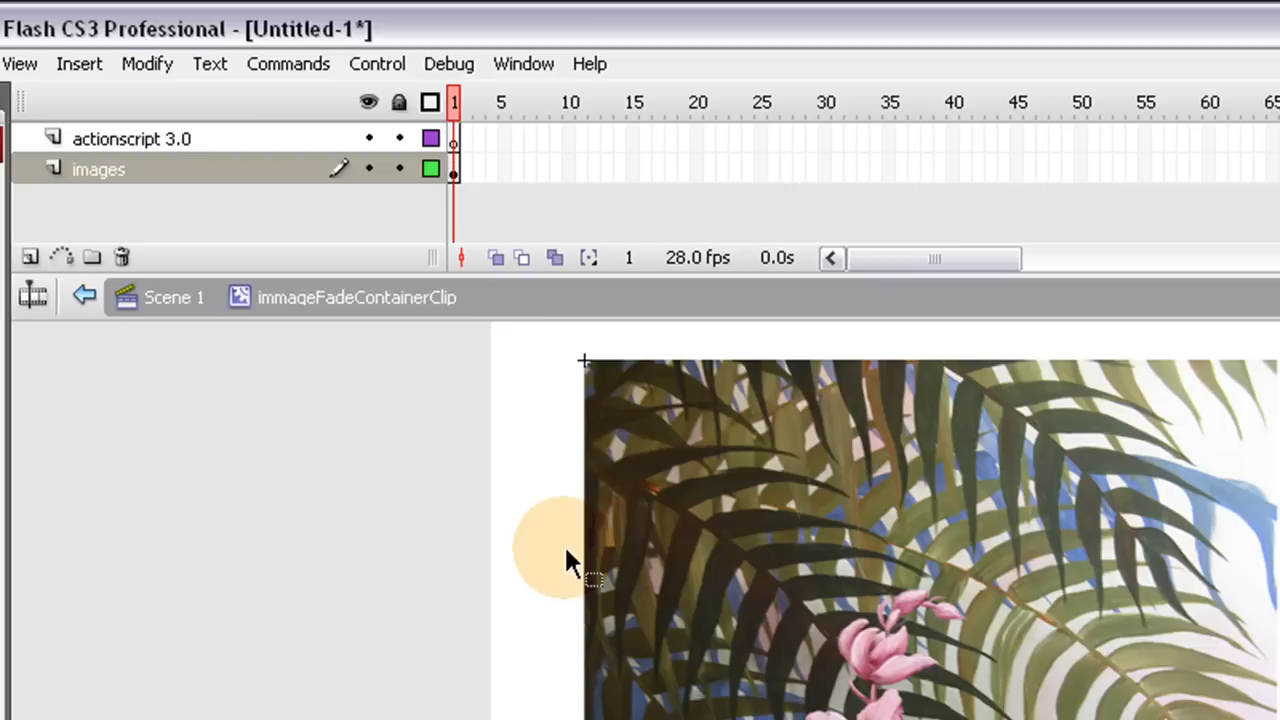 Flash CS3 Professional - [Untitled-1*]
View Insert Modify Text Commands Control Debug Window Help
1 5 10 15 20 25 30 35 40 45 50 55 60 65
actionscript 3.0
images
1 28.0 fps 0.0s
Scene 1 immageFadeContainerClip